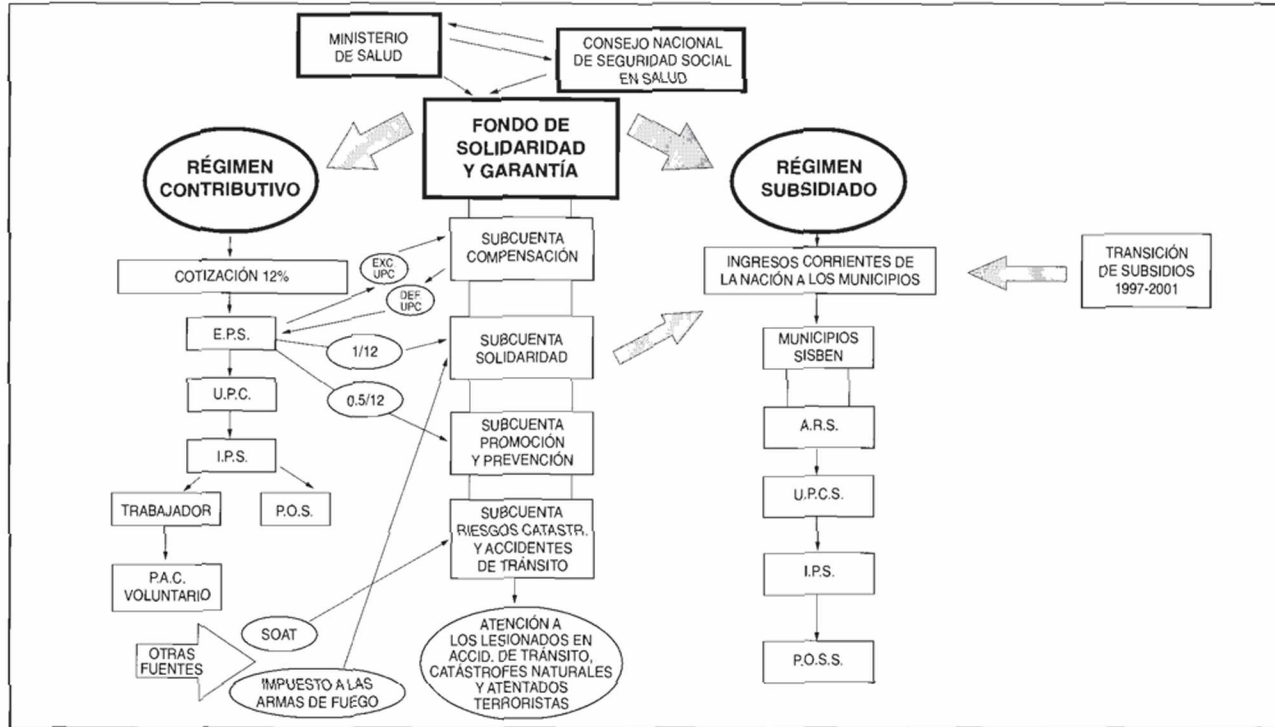 MINISTERIO
DE SALUD
CONSEJO NACIONAL
DE SEGURIDAD SOCIAL
EN SALUD
FONDO DE
SOLIDARIDAD
Y GARANTÍA
RÉGIMEN
CONTRIBUTIVO
RÉGIMEN
SUBSIDIADO
COTIZACIÓN 12%
EXC.
UPC
DEF.
UPC
SUBCUENTA
COMPENSACIÓN
INGRESOS CORRIENTES DE
LA NACIÓN A LOS MUNICIPIOS
TRANSICIÓN
DE SUBSIDIOS
1997-2001
E.P.S.
1/12
SUBCUENTA
SOLIDARIDAD
MUNICIPIOS
SISBEN
U.P.C.
0.5/12
SUBCUENTA
PROMOCIÓN
Y PREVENCIÓN
A.R.S.
I.P.S.
U.P.C.S.
TRABAJADOR
P.O.S.
SUBCUENTA
RIESGOS CATASTR.
Y ACCIDENTES
DE TRÁNSITO
P.A.C.
VOLUNTARIO
I.P.S.
OTRAS
FUENTES
SOAT
IMPUESTO A LAS
ARMAS DE FUEGO
ATENCIÓN A
LOS LESIONADOS EN
ACCID. DE TRÁNSITO,
CATÁSTROFES NATURALES
Y ATENTADOS
TERRORISTAS
P.O.S.S.